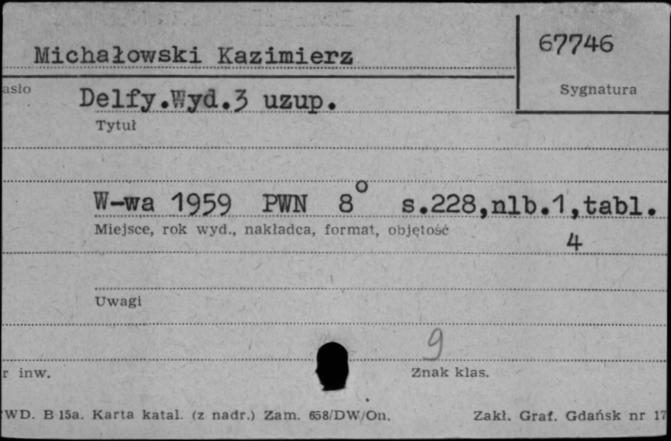 67746
Michałowski Kazimierz
asło
Sygnatura
Delfy.Wyd.3 uzup.
Tytuł
W-wa 1959 PWN 8° s.228,nlb.1,tabl.
Miejsce, rok wyd., nakładca, format, objętość
4
Uwagi
9
r inw.
Znak klas.
WD. B 15a. Karta katal. (z nadr.) Zam. 658/DW/On.
Zakł. Graf. Gdańsk nr 17